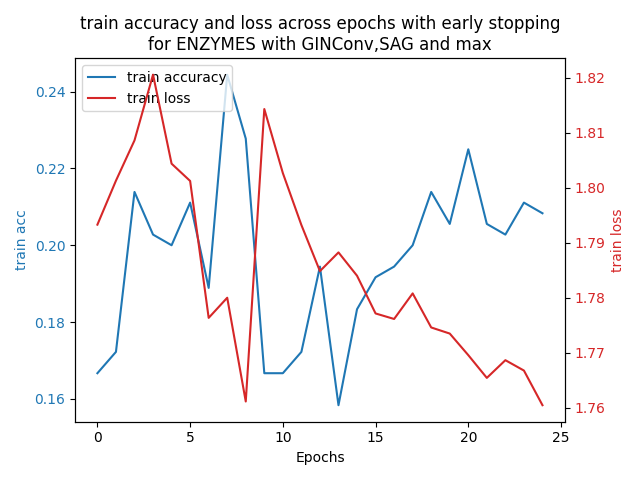 train accuracy and loss across epochs with early stopping
for ENZYMES with GINConv,SAG and max
train accuracy
train loss
0.24
0.22
0.20
0.18
0.16
train acc
1.82
1.81
1.80
1.79
1.78
1.77
1.76
train loss
0 5 10 15 20 25
Epochs